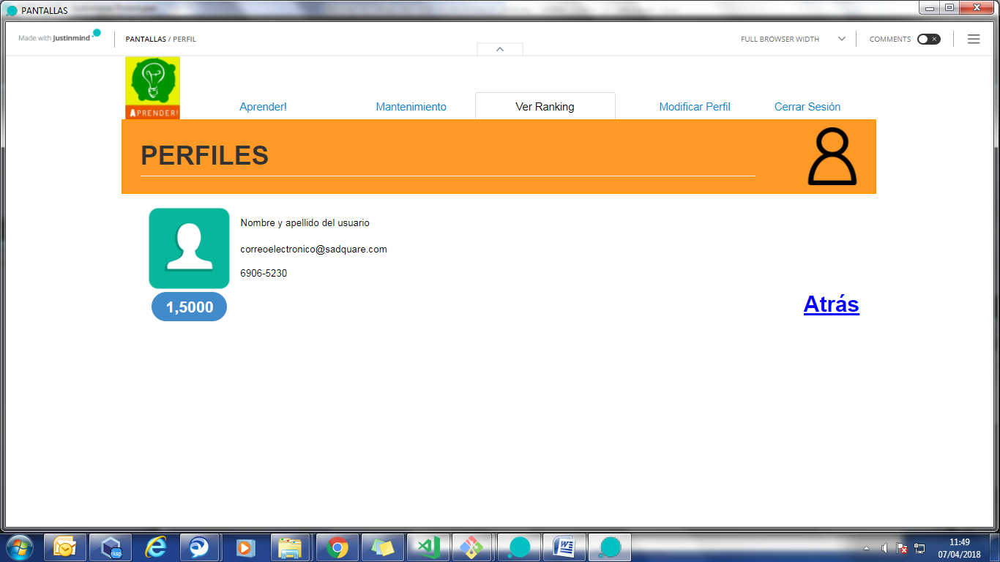 PANTALLAS
Made with Justinmind
PANTALLAS / PERFIL
FULL BROWSER WIDTH
COMMENTS
APRENDER!
Aprender!
Mantenimiento
Ver Ranking
Modificar Perfil
Cerrar Sesión
PERFILES
Nombre y apellido del usuario
correoelectronico@sadquare.com
6906-5230
1,5000
Atrás
11:49
07/04/2018